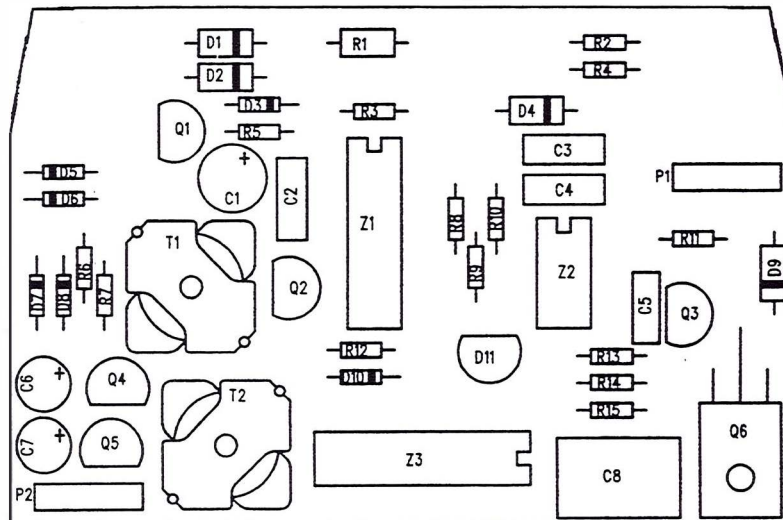 D1
R1
R2
D2
R4
D3
R3
D4
Q1
R5
C3
D5
P1
D6
C1
C2
C4
R8
R10
T1
Z1
R11
Z2
R9
D9
R6
Q2
D7
D8
R7
C5
Q3
R12
D11
R13
C6
Q4
D10
R14
T2
R15
Q6
C7
Q5
Z3
C8
P2